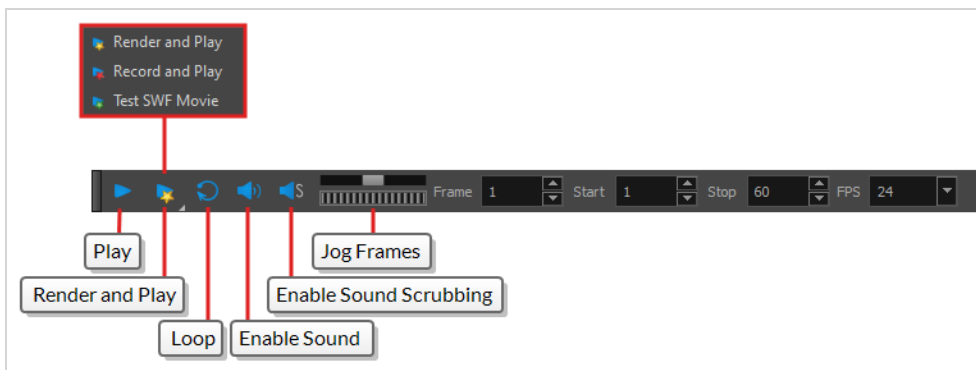 Render and Play
Record and Play
Test SWF Movie
S Frame 1 Start 1 Stop 60 FPS 24
Play
Jog Frames
Render and Play
Enable Sound Scrubbing
Loop
Enable Sound